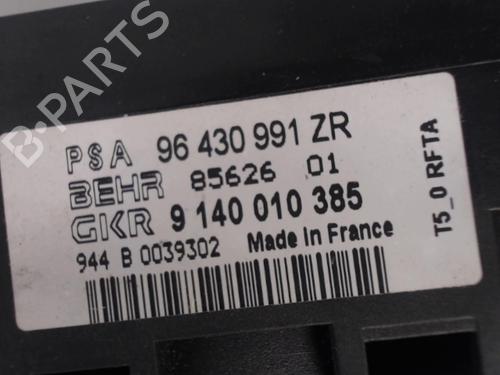 B-PARTS
PSA 96 430 991 ZR
BEHR 85626 01
GKR 9 140 010 385
944 B 0039302 Made in France
T5_0 RFTA